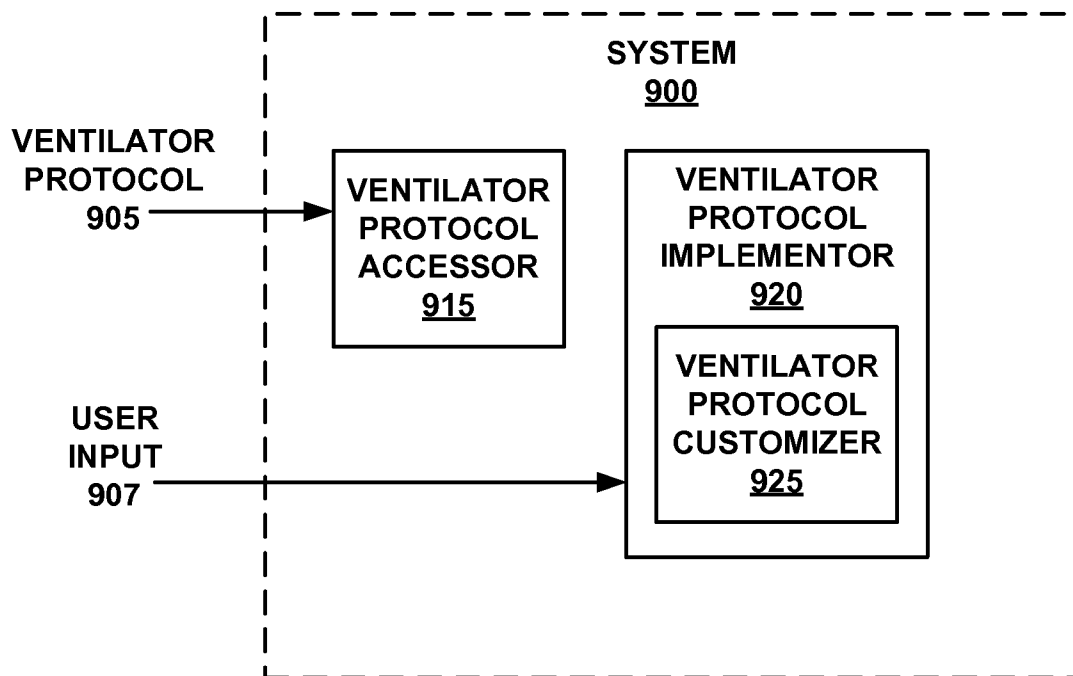 SYSTEM
900
VENTILATOR
PROTOCOL
905
VENTILATOR
PROTOCOL
ACCESSOR
915
VENTILATOR
PROTOCOL
IMPLEMENTOR
920
VENTILATOR
PROTOCOL
CUSTOMIZER
925
USER
INPUT
907